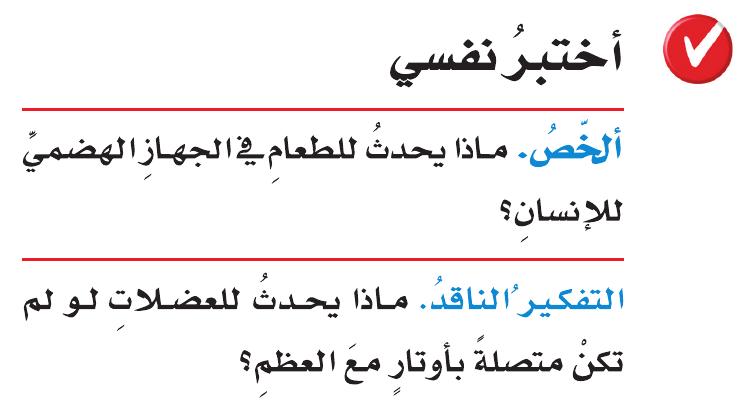 أختبرُ نفسي
ألخّصُ. ماذا يحدثُ للطعامِ في الجهازِ الهضميِّ
للإنسانِ؟
التفكيرُ الناقدُ. ماذا يحدثُ للعضلاتِ لو لم
تكنْ متصلةً بأوتارٍ معَ العظمِ؟